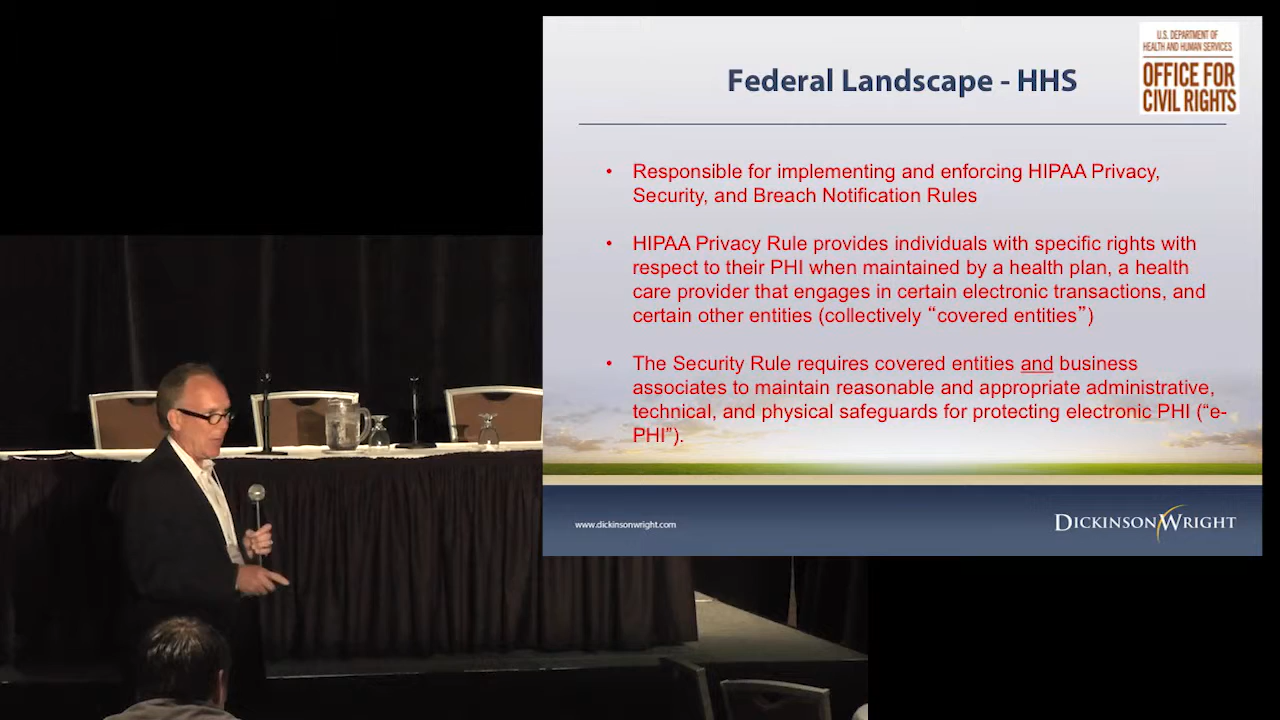 Federal Landscape - HHS
U.S. DEPARTMENT OF
HEALTH AND HUMAN SERVICES
OFFICE FOR
CIVIL RIGHTS
• Responsible for implementing and enforcing HIPAA Privacy,
Security, and Breach Notification Rules
• HIPAA Privacy Rule provides individuals with specific rights with
respect to their PHI when maintained by a health plan, a health
care provider that engages in certain electronic transactions, and
certain other entities (collectively “covered entities”)
• The Security Rule requires covered entities and business
associates to maintain reasonable and appropriate administrative,
technical, and physical safeguards for protecting electronic PHI (“e-
PHI”).
www.dickinsonwright.com
DICKINSON WRIGHT